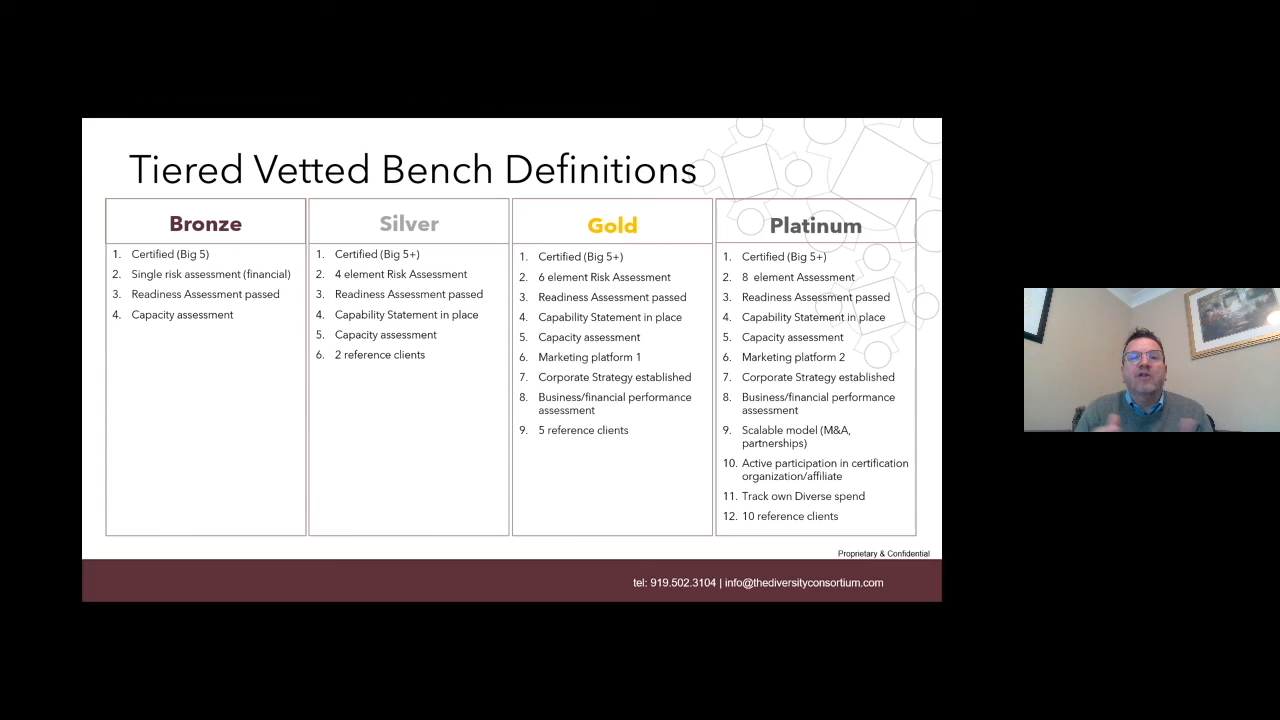 Tiered Vetted Bench Definitions
Bronze
1. Certified (Big 5)
2. Single risk assessment (financial)
3. Readiness Assessment passed
4. Capacity assessment
Silver
1. Certified (Big 5+)
2. 4 element Risk Assessment
3. Readiness Assessment passed
4. Capability Statement in place
5. Capacity assessment
6. 2 reference clients
Gold
1. Certified (Big 5+)
2. 6 element Risk Assessment
3. Readiness Assessment passed
4. Capability Statement in place
5. Capacity assessment
6. Marketing platform 1
7. Corporate Strategy established
8. Business/financial performance
assessment
9. 5 reference clients
Platinum
1. Certified (Big 5+)
2. 8 element Assessment
3. Readiness Assessment passed
4. Capability Statement in place
5. Capacity assessment
6. Marketing platform 2
7. Corporate Strategy established
8. Business/financial performance
assessment
9. Scalable model (M&A,
partnerships)
10. Active participation in certification
organization/affiliate
11. Track own Diverse spend
12. 10 reference clients
Proprietary & Confidential
tel: 919.502.3104 | info@thediversityconsortium.com